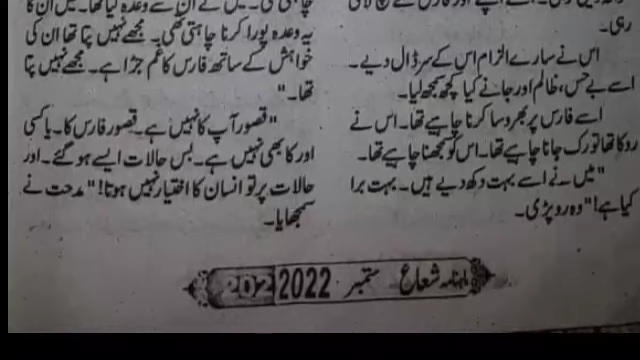 رہی۔
اس نے سارے الزام اس کے سر ڈال دیے۔
اسے بے حس، ظالم اور جانے کیا کچھ سمجھ لیا۔
اسے فارس پر بھروسا کرنا چاہیے تھا۔ اس نے
روکا تھا تو رک جانا چاہیے تھا۔ اس کو سمجھنا چاہیے تھا۔
"میں نے اسے بہت دکھ دیے ہیں۔ بہت برا
کیا ہے!" وہ رو پڑی۔
یہ وعدہ پورا کرنا چاہتی تھی۔ مجھے نہیں پتا تھا ان کی
خواہش کے ساتھ فارس کا غم جڑا ہے۔ مجھے نہیں پتا
تھا۔"
"قصور آپ کا نہیں ہے۔ قصور فارس کا۔ یا کسی
اور کا بھی نہیں ہے۔ بس حالات ایسے ہو گئے۔ اور
حالات پر تو انسان کا اختیار نہیں ہوتا!" مدحت نے
سمجھایا۔
ماہنامہ شعاع ستمبر 2022 202